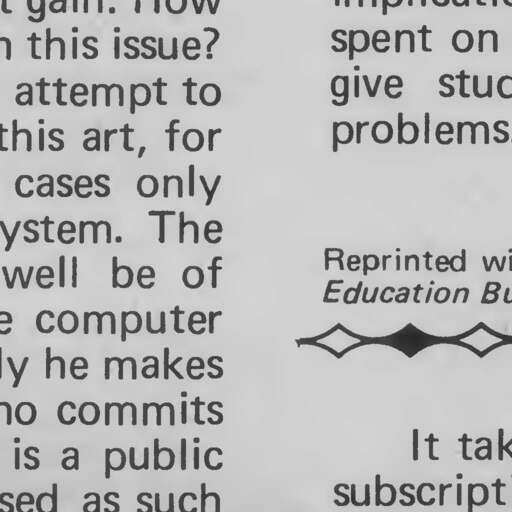 t gain. How
n this issue?
attempt to
this art, for
cases only
ystem. The
well be of
e computer
ly he makes
ho commits
is a public
sed as such
implicati
spent on
give stud
problems.
Reprinted wi
Education Bu
It tak
subscripti